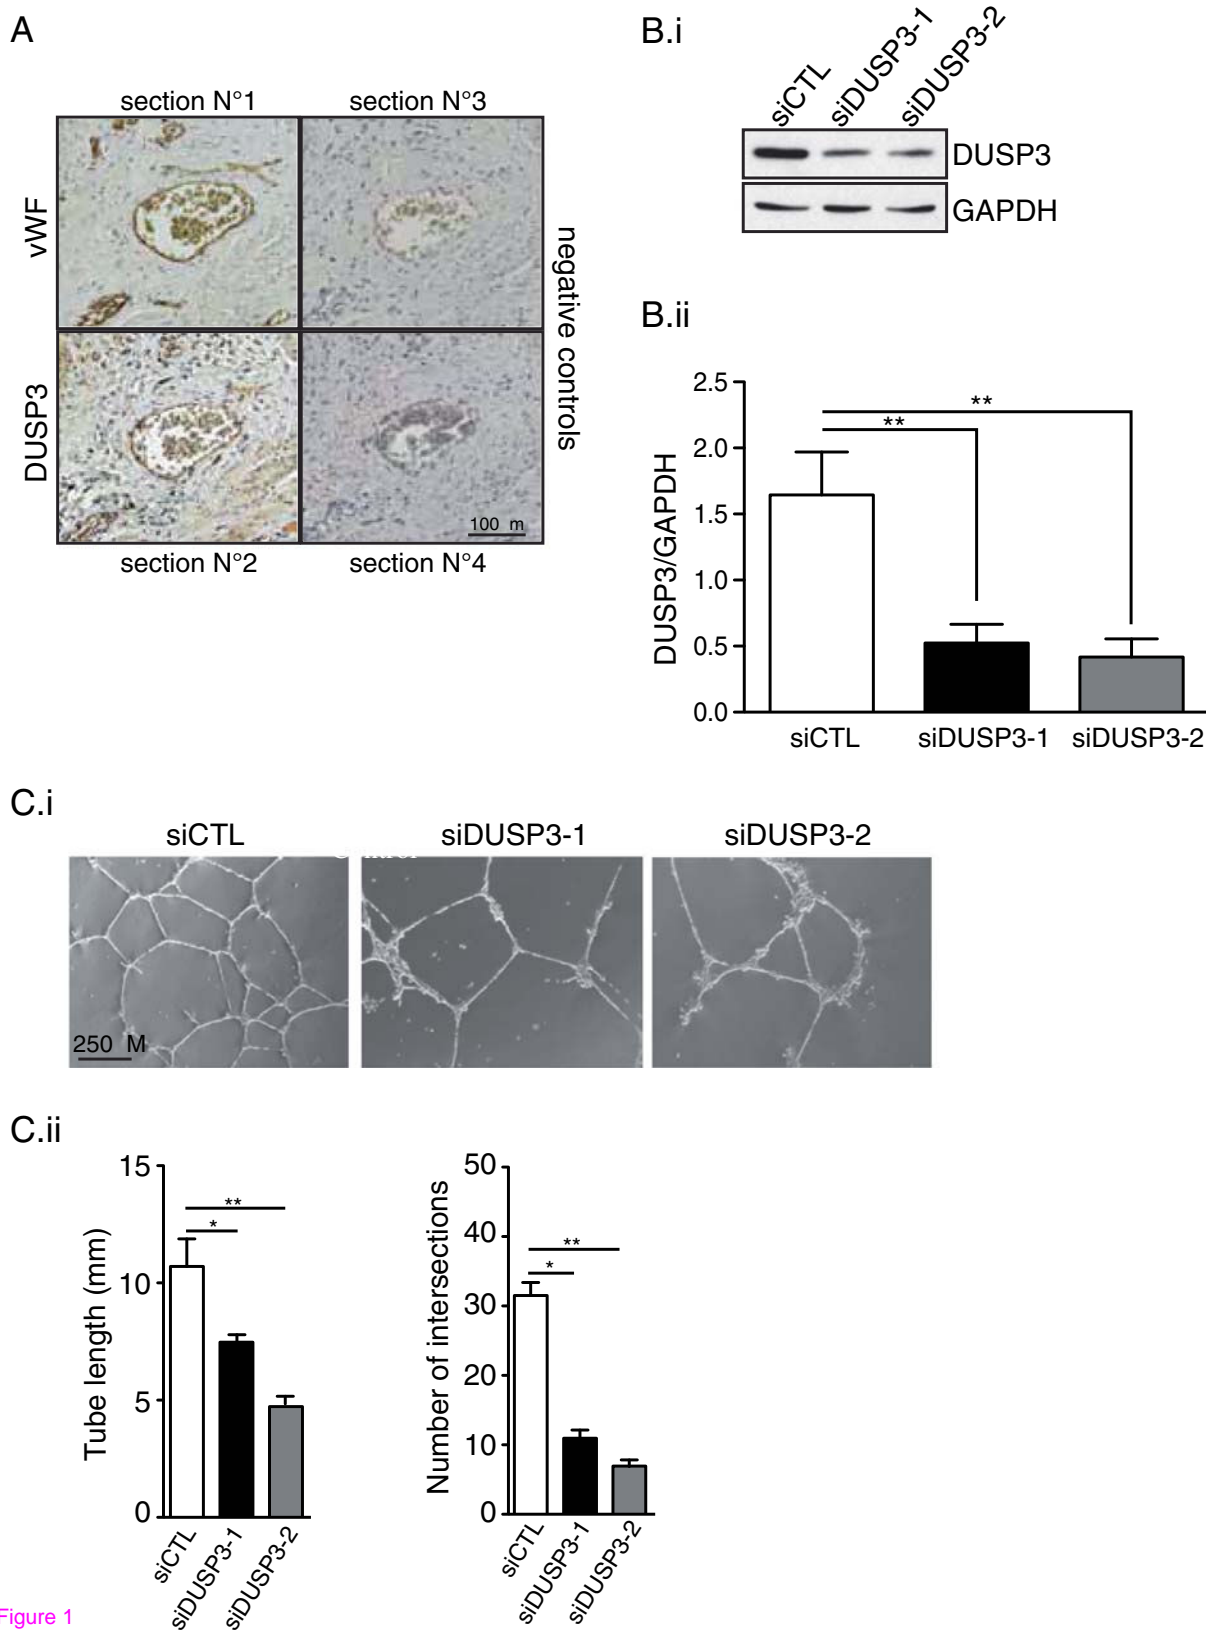 A
section N°1
section N°3
vWF
DUSP3
negative controls
100 m
section N°2
section N°4
B.i
siCTL
siDUSP3-1
siDUSP3-2
DUSP3
GAPDH
B.ii
DUSP3/GAPDH
2.5
2.0
1.5
1.0
0.5
0.0
**
**
siCTL
siDUSP3-1
siDUSP3-2
C.i
siCTL
siDUSP3-1
siDUSP3-2
250 M
C.ii
Tube length (mm)
15
10
5
0
**
*
siCTL
siDUSP3-1
siDUSP3-2
Number of intersections
50
40
30
20
10
0
**
*
siCTL
siDUSP3-1
siDUSP3-2
Figure 1